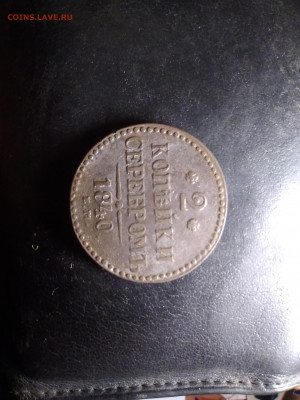 COINS.LAVE.RU
* 2 *
КОПѢЙКИ
СЕРЕБРОМЪ
1840